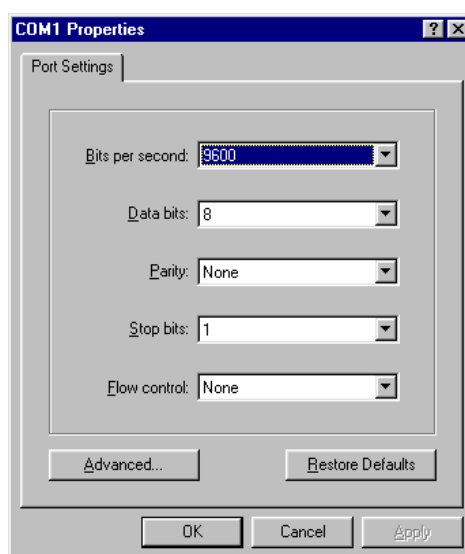 COM1 Properties
Port Settings
Bits per second: 9600
Data bits: 8
Parity: None
Stop bits: 1
Flow control: None
Advanced... Restore Defaults
OK Cancel Apply